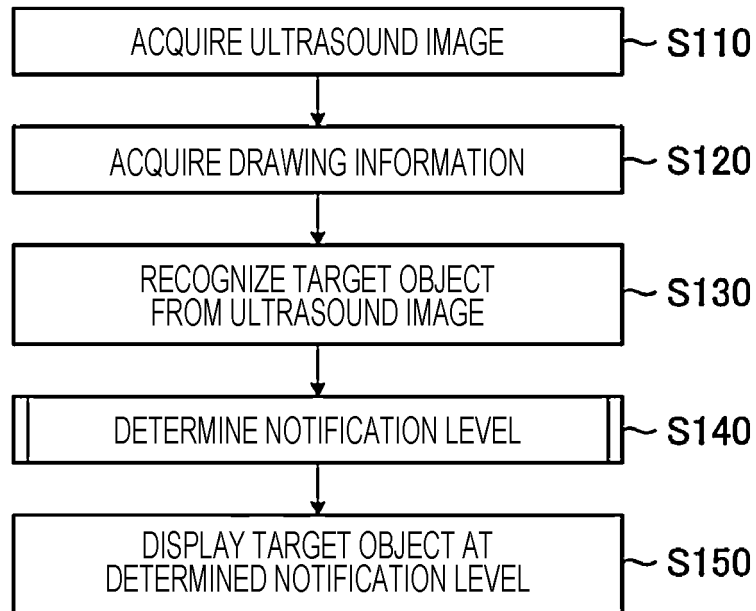 ACQUIRE ULTRASOUND IMAGE S110
ACQUIRE DRAWING INFORMATION S120
RECOGNIZE TARGET OBJECT
FROM ULTRASOUND IMAGE S130
DETERMINE NOTIFICATION LEVEL S140
DISPLAY TARGET OBJECT AT
DETERMINED NOTIFICATION LEVEL S150